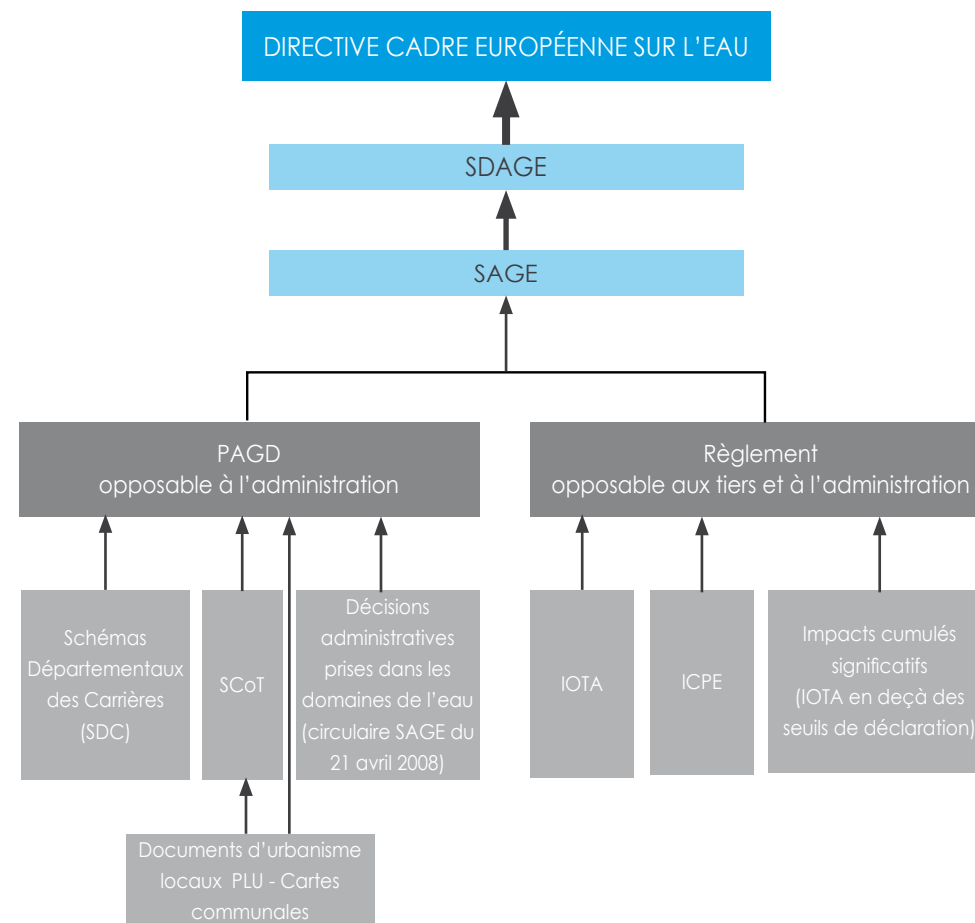 DIRECTIVE CADRE EUROPÉENNE SUR L'EAU
SDAGE
SAGE
PAGD
opposable à l'administration
Règlement
opposable aux tiers et à l'administration
Schémas
Départementaux
des Carrières
(SDC)
SCoT
Décisions
administratives
prises dans les
domaines de l'eau
(circulaire SAGE du
21 avril 2008)
IOTA
ICPE
Impacts cumulés
significatifs
(IOTA en deçà des
seuils de déclaration)
Documents d'urbanisme
locaux PLU - Cartes
communales